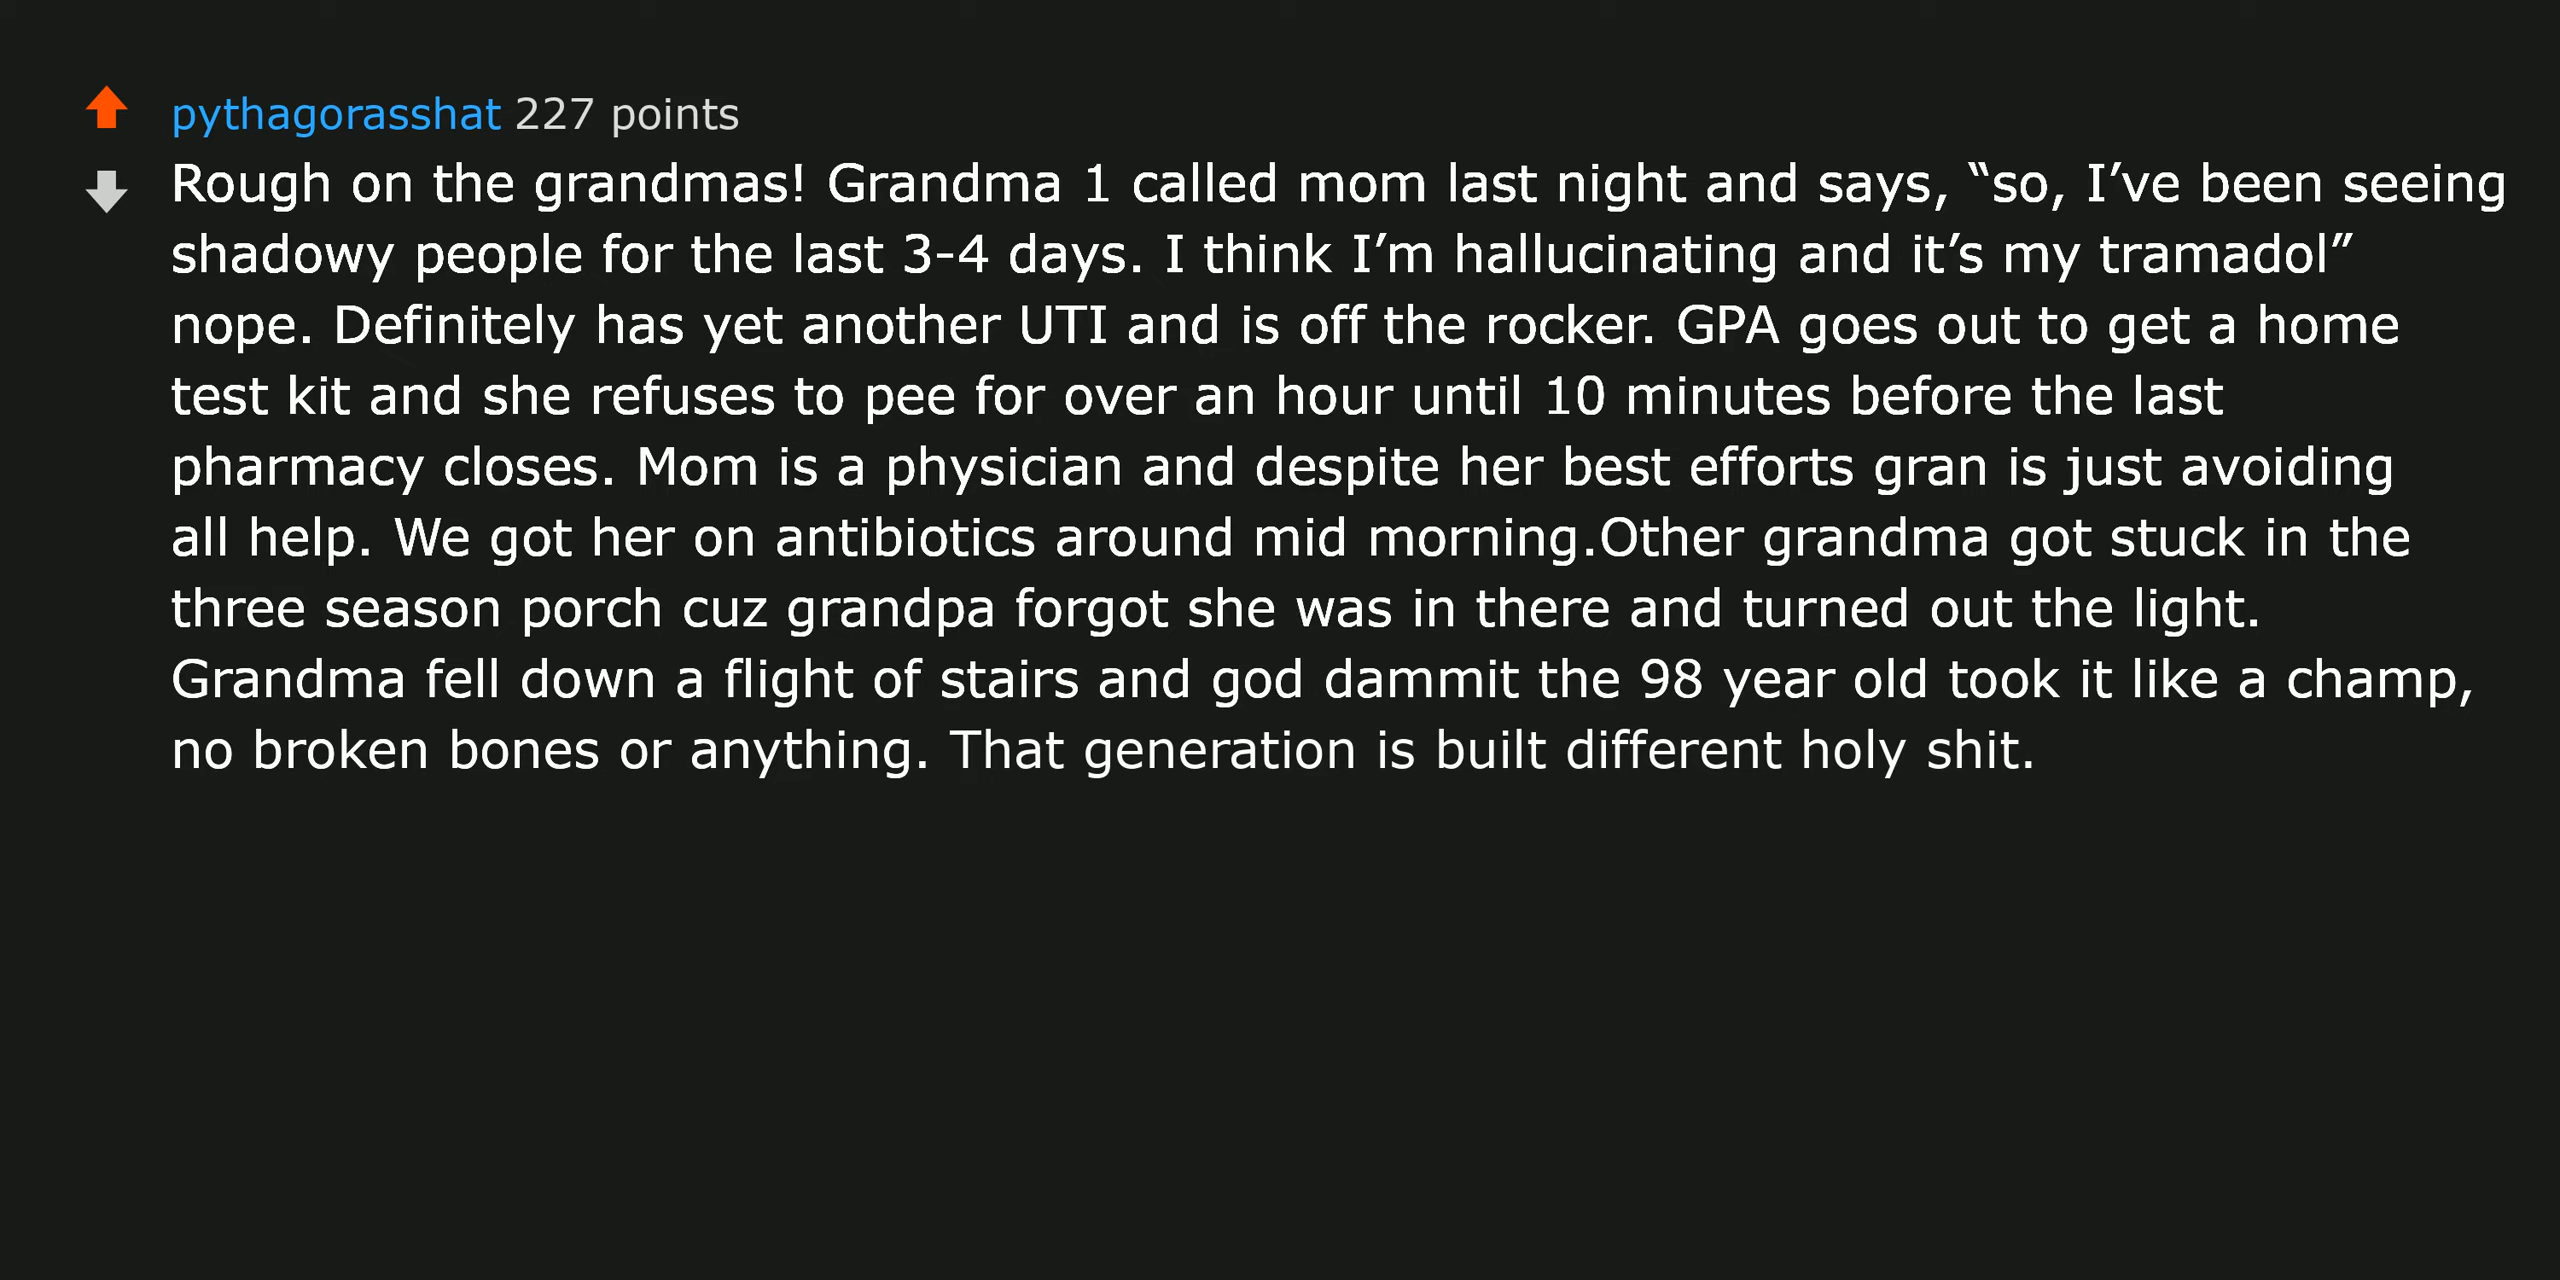 pythagorasshat 227 points
Rough on the grandmas! Grandma 1 called mom last night and says, “so, I’ve been seeing
shadowy people for the last 3-4 days. I think I’m hallucinating and it’s my tramadol”
nope. Definitely has yet another UTI and is off the rocker. GPA goes out to get a home
test kit and she refuses to pee for over an hour until 10 minutes before the last
pharmacy closes. Mom is a physician and despite her best efforts gran is just avoiding
all help. We got her on antibiotics around mid morning.Other grandma got stuck in the
three season porch cuz grandpa forgot she was in there and turned out the light.
Grandma fell down a flight of stairs and god dammit the 98 year old took it like a champ,
no broken bones or anything. That generation is built different holy shit.